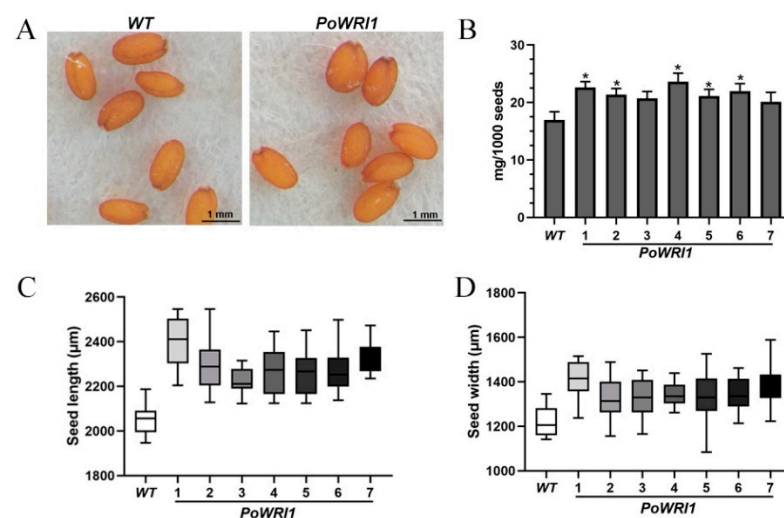 A
WT
PoWRI1
1 mm
1 mm
B
mg/1000 seeds
30
20
10
0
* * * * *
WT 1 2 3 4 5 6 7
PoWRI1
C
Seed length (µm)
2600
2400
2200
2000
1800
WT 1 2 3 4 5 6 7
PoWRI1
D
Seed width (µm)
1800
1600
1400
1200
1000
WT 1 2 3 4 5 6 7
PoWRI1